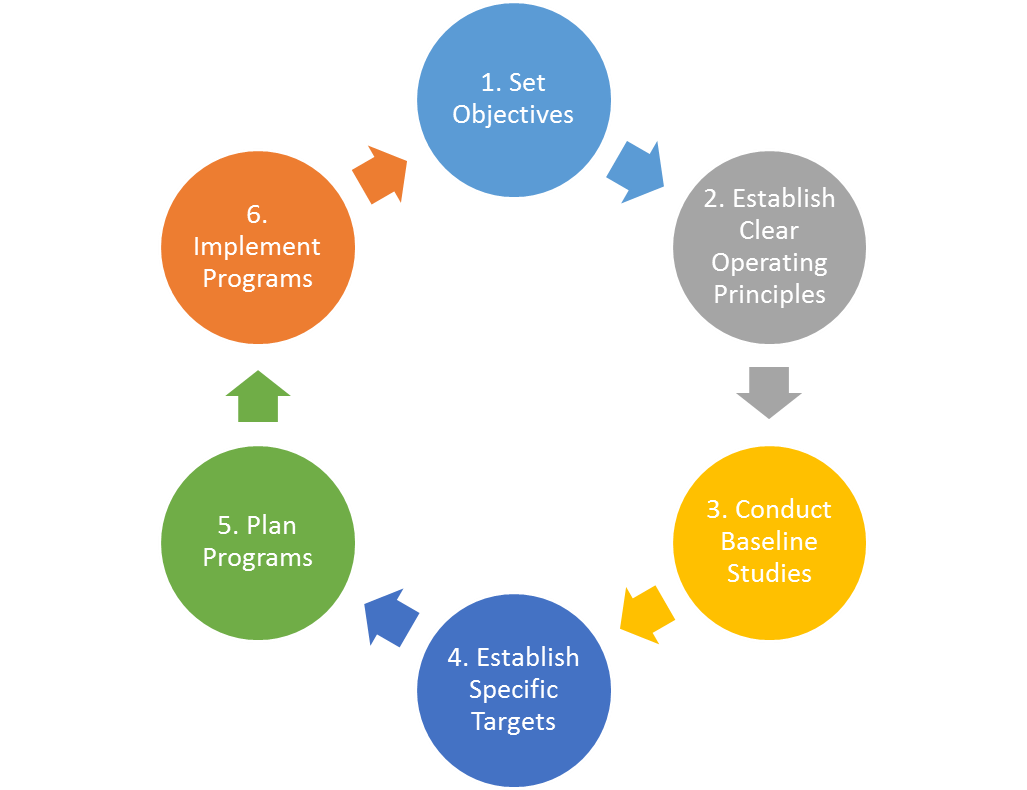 1. Set
Objectives
2. Establish
Clear
Operating
Principles
3. Conduct
Baseline
Studies
4. Establish
Specific
Targets
5. Plan
Programs
6.
Implement
Programs